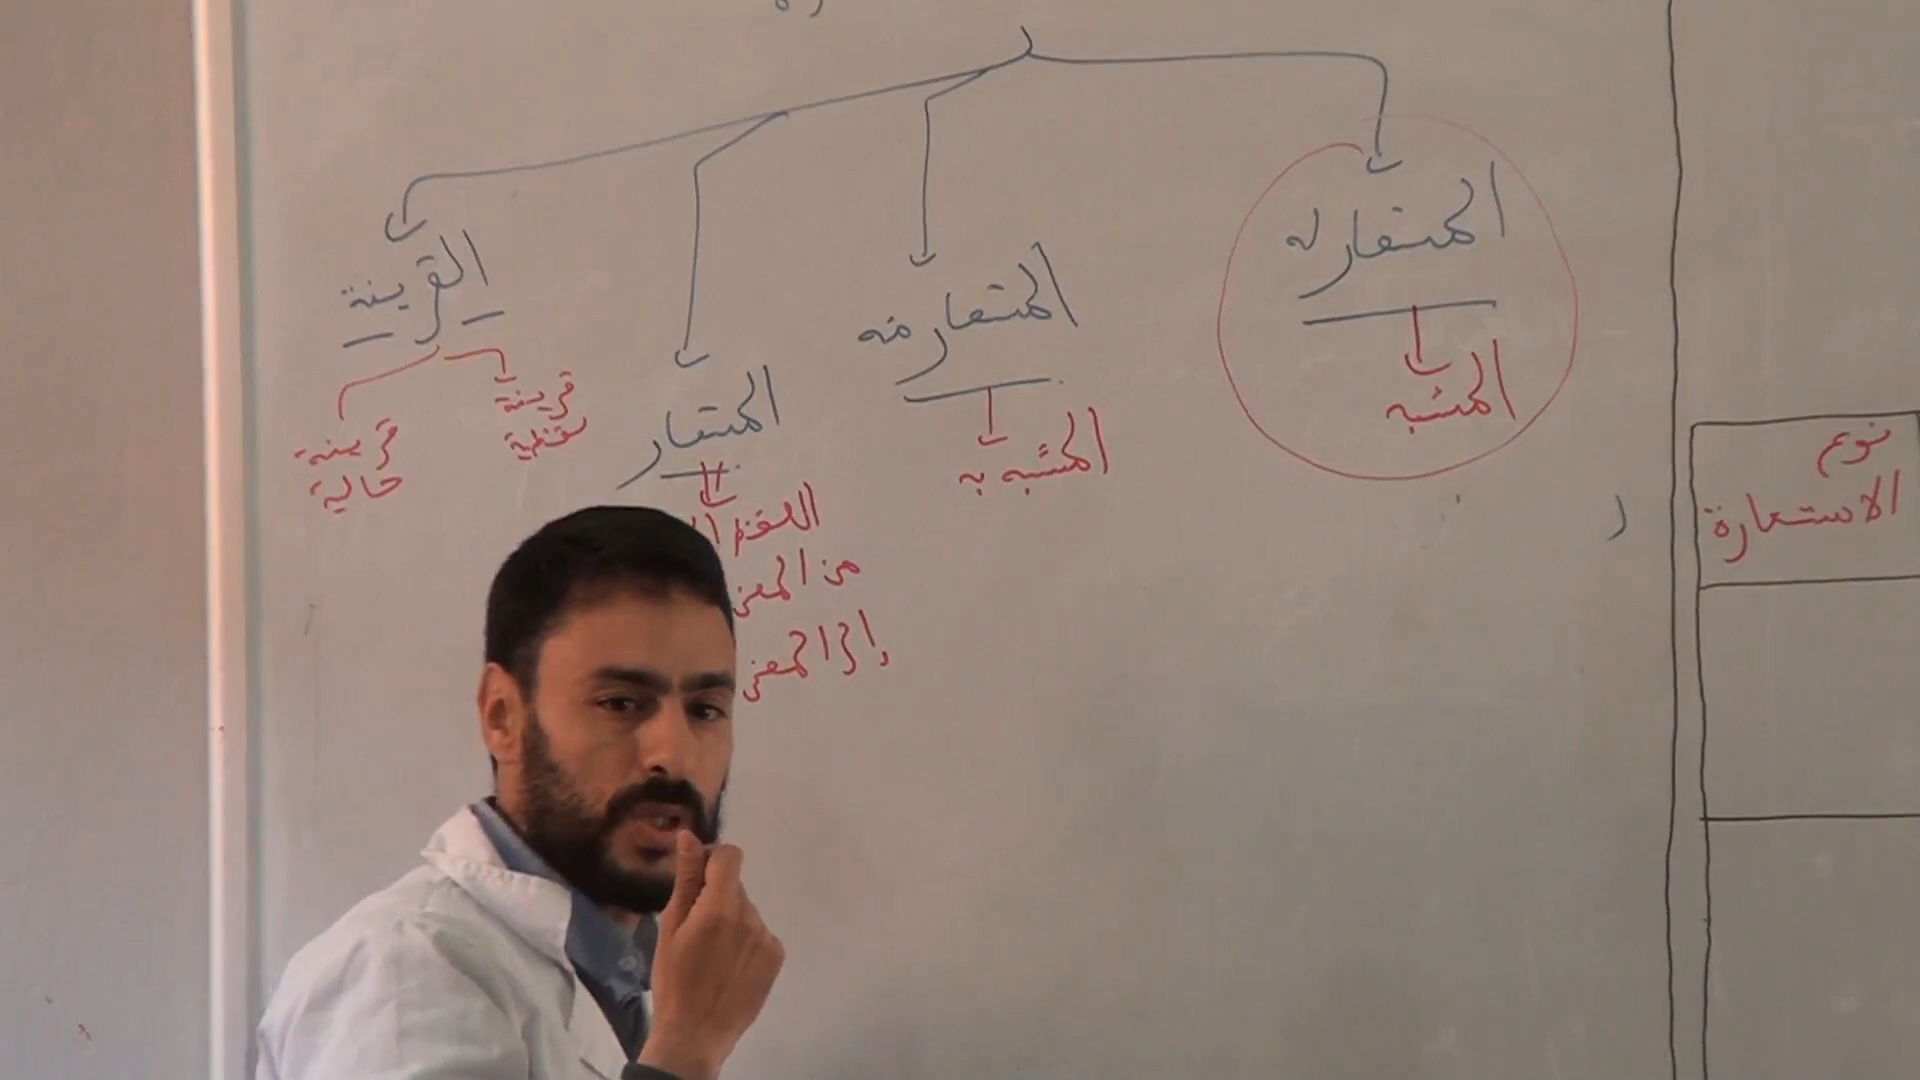 المستعار له
المشبه
المستعار منه
المشبه به
المستعار
اللفظ
من المعنى
إلى المعنى
القرينة
قرينة
لفظية
قرينة
حالية
نوع
الاستعارة